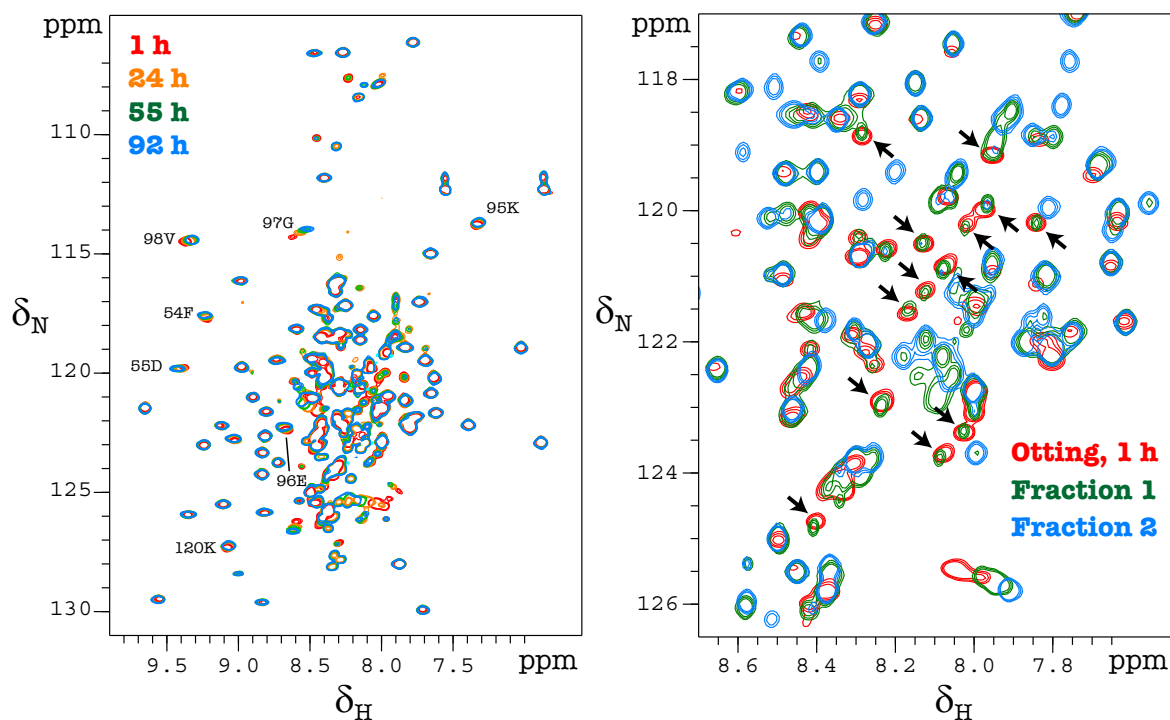 ppm
1 h
24 h
55 h
92 h
110
115
120
125
130
δN
98V
97G
95K
54F
55D
96E
120K
9.5 9.0 8.5 8.0 7.5 ppm
δH
ppm
118
120
122
124
126
δN
Otting, 1 h
Fraction 1
Fraction 2
8.6 8.4 8.2 8.0 7.8 ppm
δH